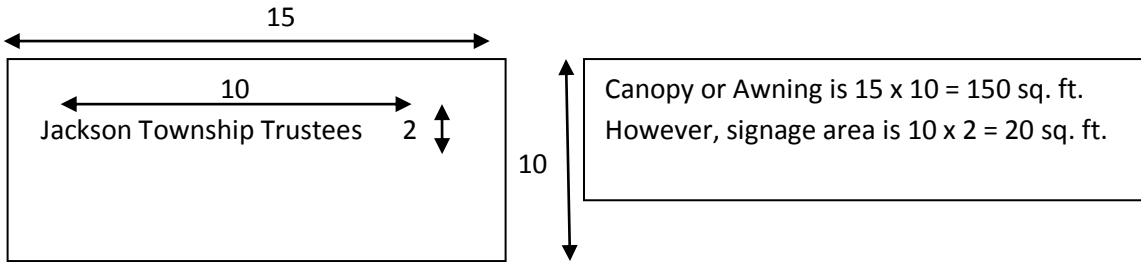 15
10
Jackson Township Trustees 2
10
Canopy or Awning is 15 x 10 = 150 sq. ft.
However, signage area is 10 x 2 = 20 sq. ft.